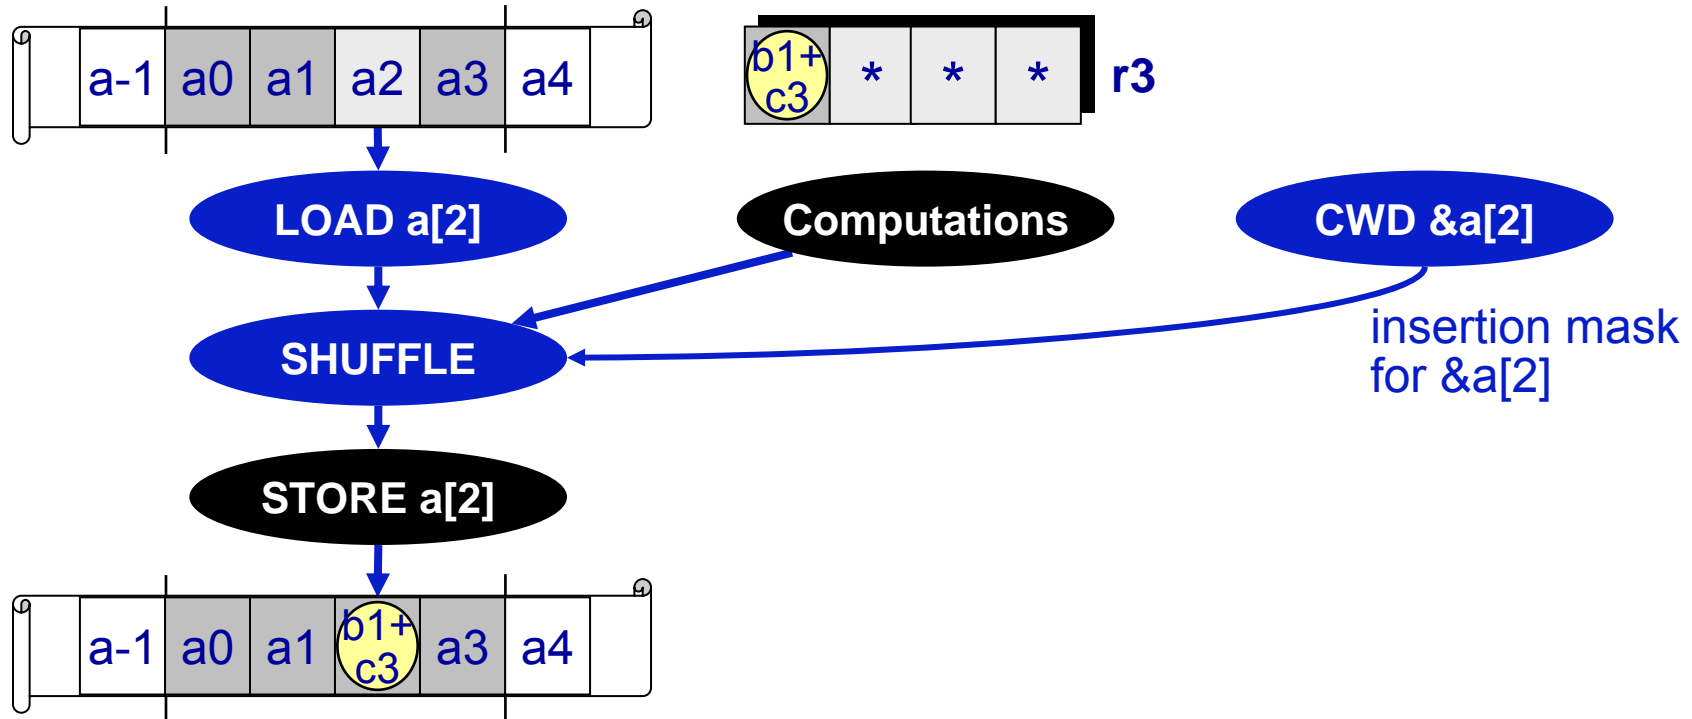 a-1 a0 a1 a2 a3 a4
b1+
c3
* * * r3
LOAD a[2]
Computations
CWD &a[2]
insertion mask
for &a[2]
SHUFFLE
STORE a[2]
a-1 a0 a1
b1+
c3
a3 a4